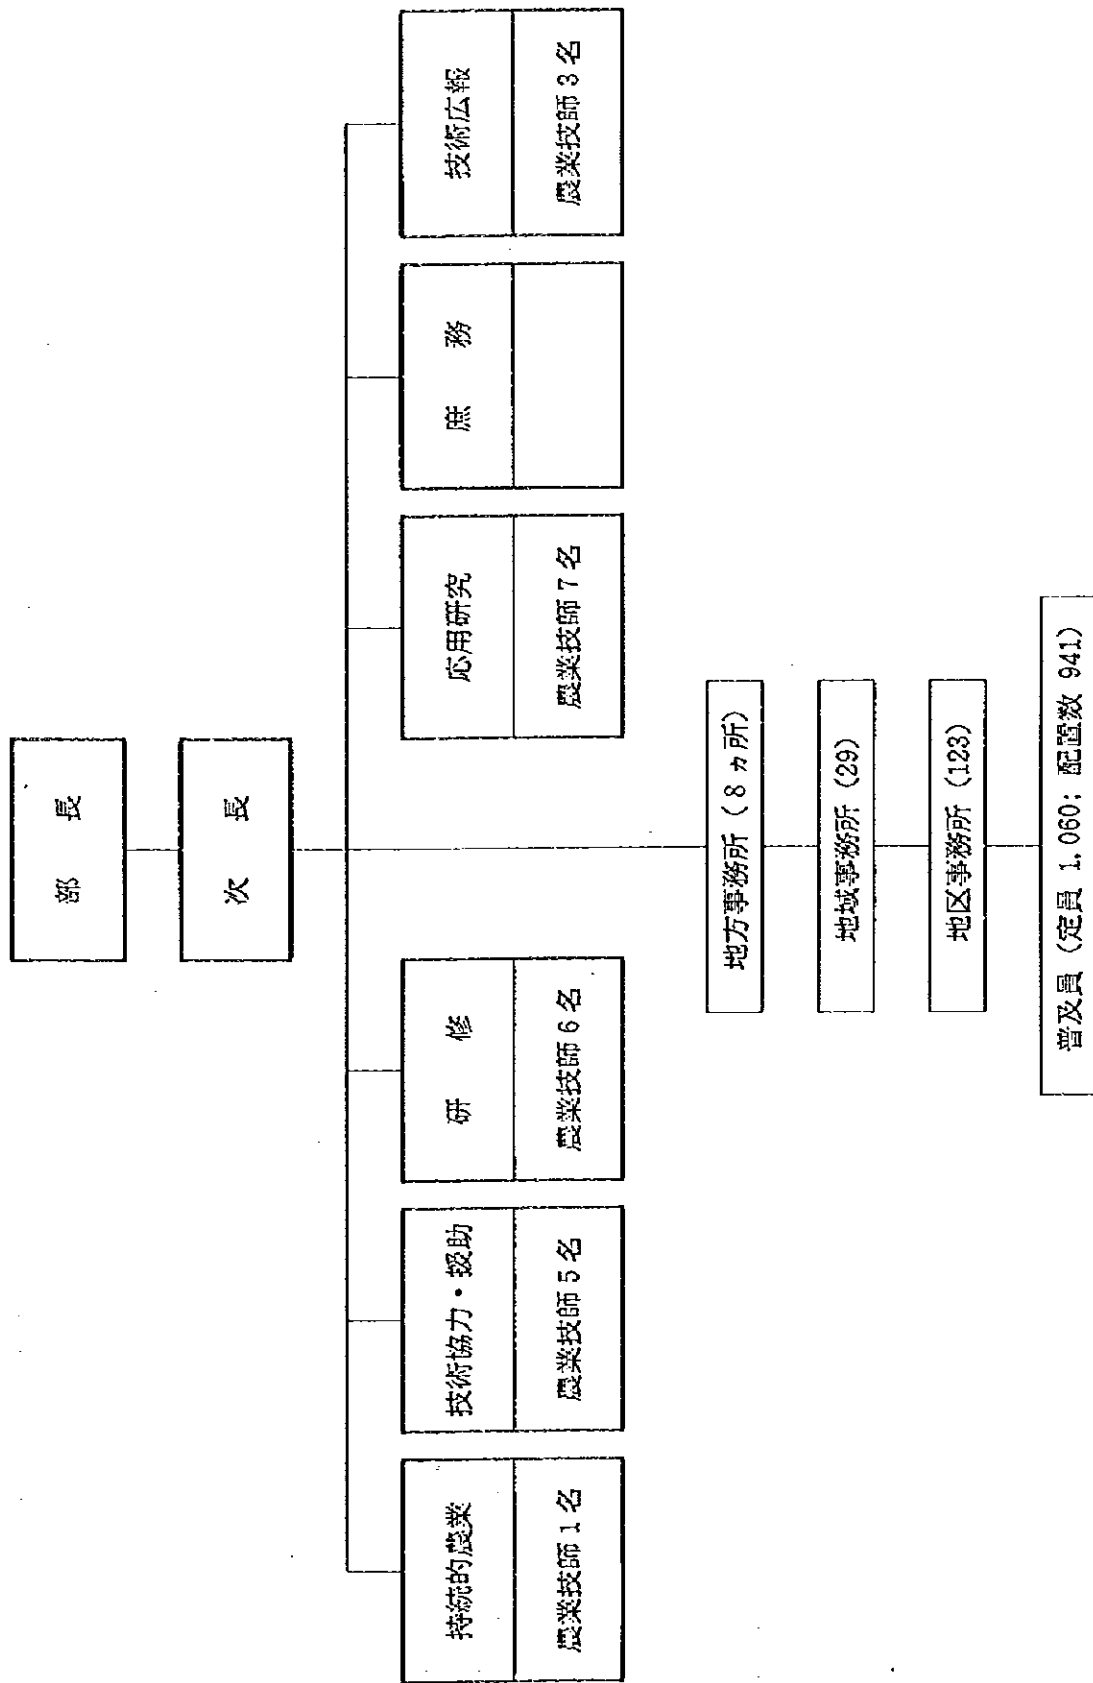 部　長
次　長
持続的農業
農業技師1名
技術協力・援助
農業技師5名
研　修
農業技師6名
応用研究
農業技師7名
庶　務
技術広報
農業技師3名
地方事務所（8ヵ所）
地域事務所 (29)
地区事務所 (123)
普及員（定員 1,060; 配置数 941）